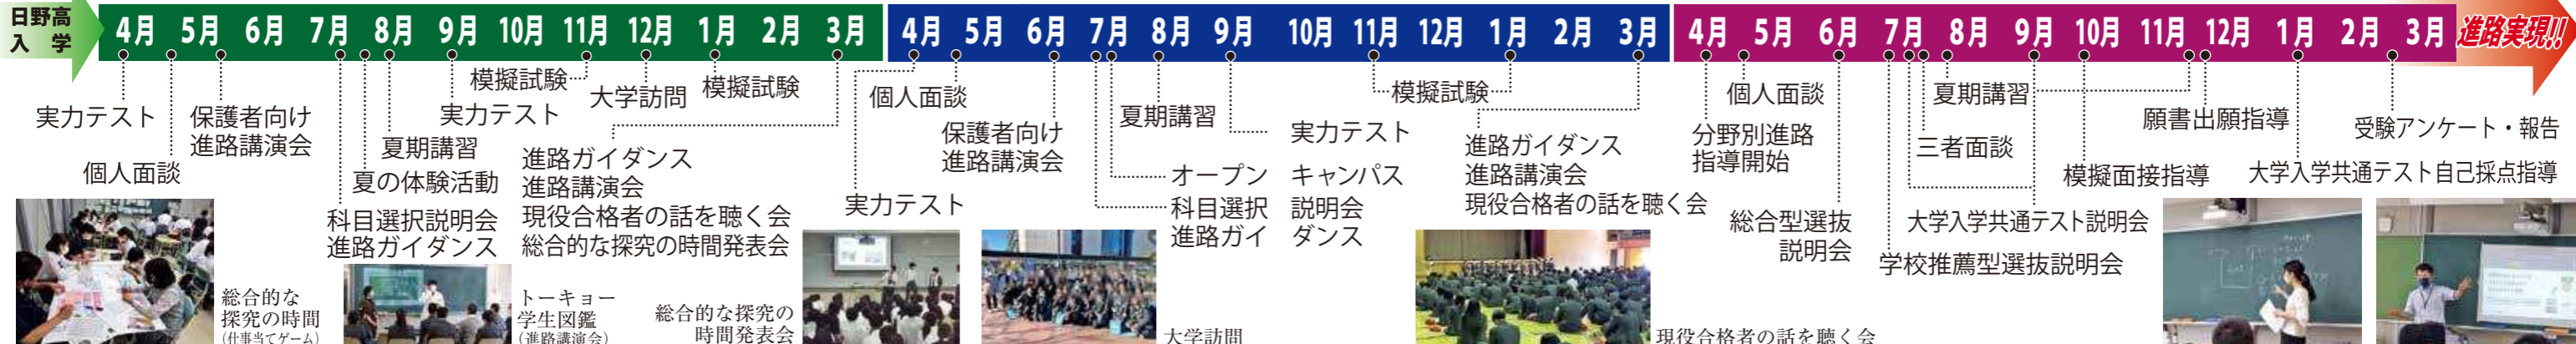 日野高
入 学
4月 5月 6月 7月 8月 9月 10月 11月 12月 1月 2月 3月
4月 5月 6月 7月 8月 9月 10月 11月 12月 1月 2月 3月
4月 5月 6月 7月 8月 9月 10月 11月 12月 1月 2月 3月
進路実現!!
実力テスト
個人面談
保護者向け
進路講演会
科目選択説明会
進路ガイダンス
夏の体験活動
夏期講習
実力テスト
模擬試験
大学訪問
模擬試験
進路ガイダンス
進路講演会
現役合格者の話を聴く会
総合的な探究の時間発表会
実力テスト
個人面談
保護者向け
進路講演会
科目選択 説明会
進路ガイ ダンス
オープン キャンパス
夏期講習
実力テスト
模擬試験
進路ガイダンス
進路講演会
現役合格者の話を聴く会
分野別進路
指導開始
個人面談
総合型選抜
説明会
学校推薦型選抜説明会
大学入学共通テスト説明会
三者面談
夏期講習
模擬面接指導
願書出願指導
大学入学共通テスト自己採点指導
受験アンケート・報告
総合的な
探究の時間
(仕事当てゲーム)
トーキョー
学生図鑑
(進路講演会)
総合的な探究の
時間発表会
大学訪問
現役合格者の話を聴く会